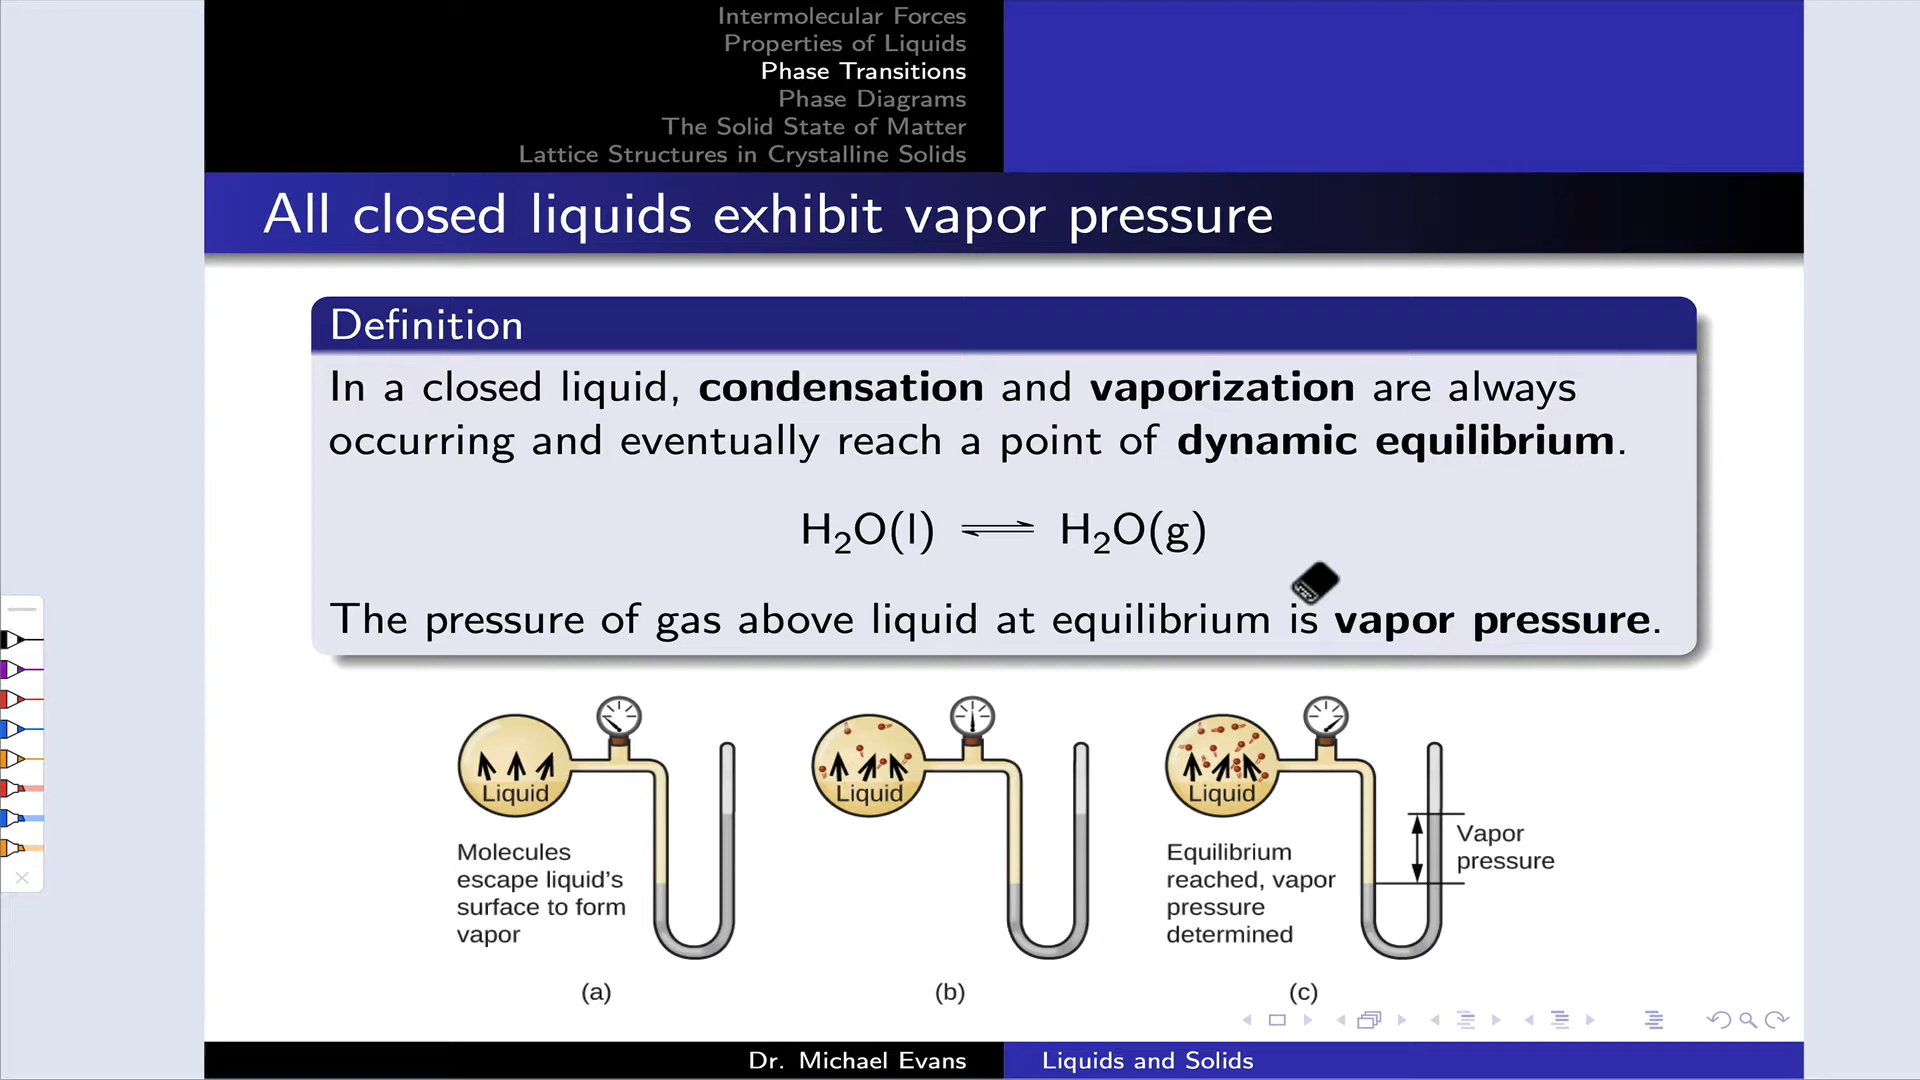 Intermolecular Forces
Properties of Liquids
Phase Transitions
Phase Diagrams
The Solid State of Matter
Lattice Structures in Crystalline Solids
All closed liquids exhibit vapor pressure
Definition
In a closed liquid, condensation and vaporization are always
occurring and eventually reach a point of dynamic equilibrium.
H₂O(l) ⇌ H₂O(g)
The pressure of gas above liquid at equilibrium is vapor pressure.
Liquid
Molecules
escape liquid's
surface to form
vapor
(a)
Liquid
(b)
Liquid
Equilibrium
reached, vapor
pressure
determined
Vapor
pressure
(c)
Dr. Michael Evans
Liquids and Solids